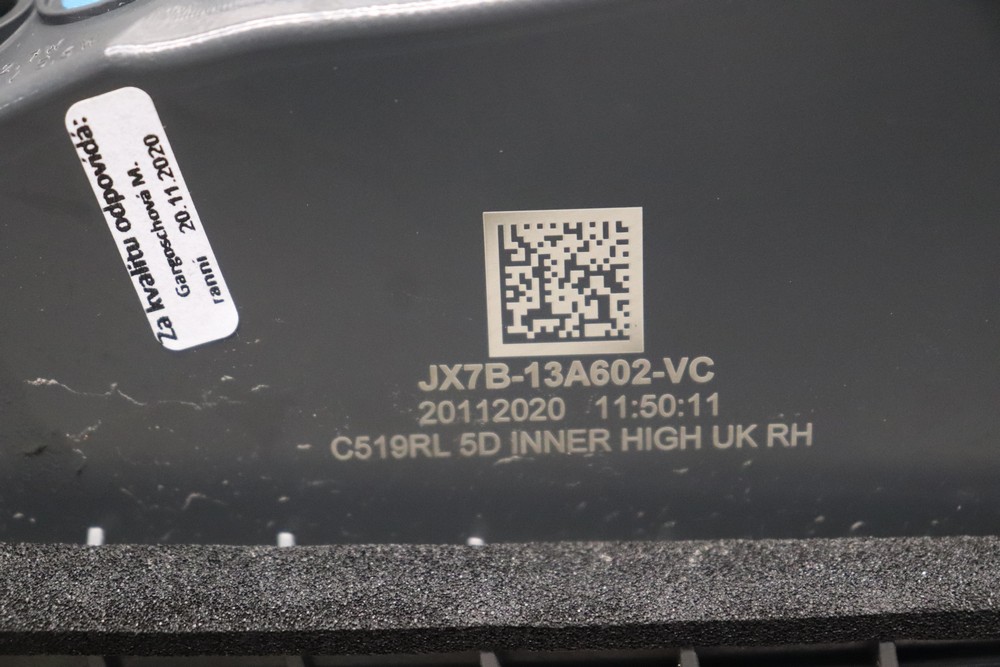 Za kvalitu odpovídá:
Gargoschová M.
ranní 20.11.2020
JX7B-13A602-VC
20112020 11:50:11
C519RL 5D INNER HIGH UK RH